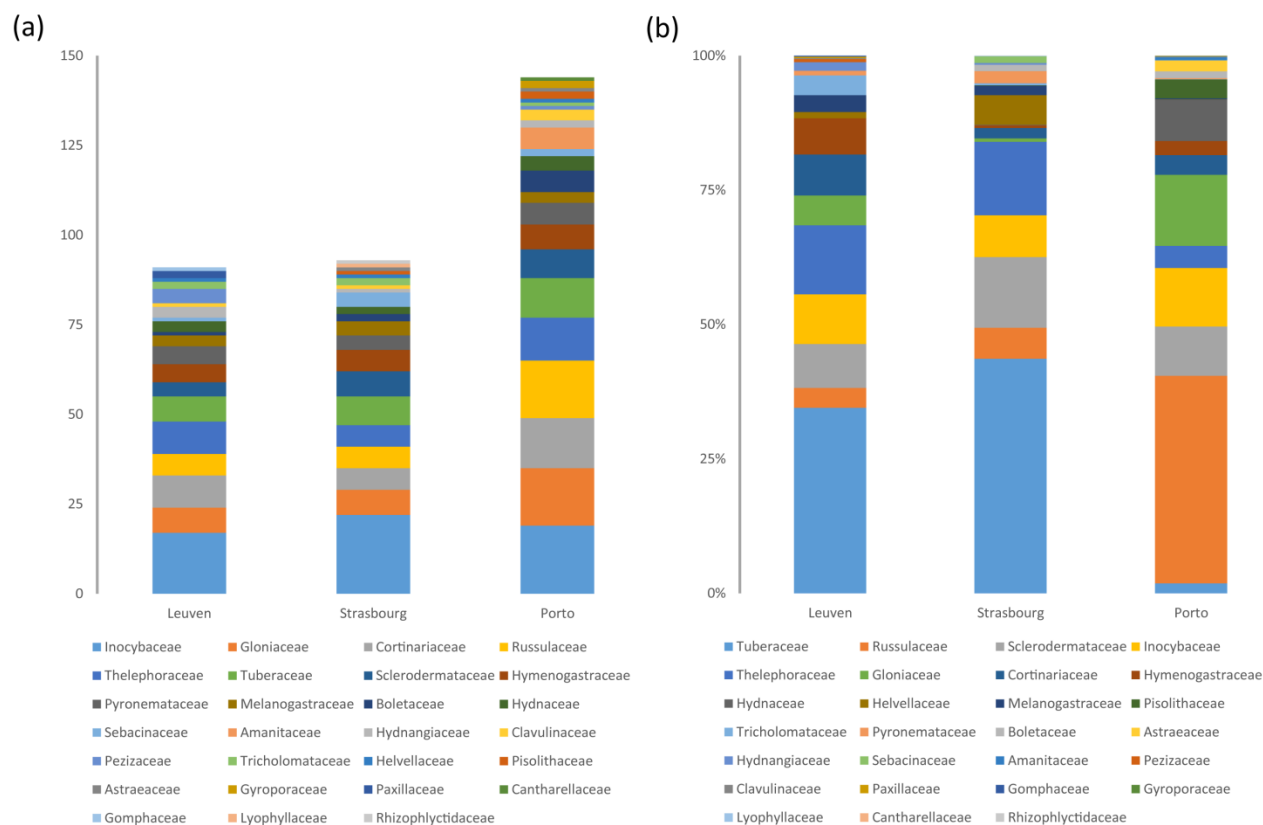 (a)
150
125
100
75
50
25
0
Leuven Strasbourg Porto
Inocybaceae Gloniaceae Cortinariaceae Russulaceae
Thelephoraceae Tuberaceae Sclerodermataceae Hymenogastraceae
Pyronemataceae Melanogastraceae Boletaceae Hydnaceae
Sebacinaceae Amanitaceae Hydnangiaceae Clavulinaceae
Pezizaceae Tricholomataceae Helvellaceae Pisolithaceae
Astraeaceae Gyroporaceae Paxillaceae Cantharellaceae
Gomphaceae Lyophyllaceae Rhizophlyctidaceae
(b)
100%
75%
50%
25%
0%
Leuven Strasbourg Porto
Tuberaceae Russulaceae Sclerodermataceae Inocybaceae
Thelephoraceae Gloniaceae Cortinariaceae Hymenogastraceae
Hydnaceae Helvellaceae Melanogastraceae Pisolithaceae
Tricholomataceae Pyronemataceae Boletaceae Astraeaceae
Hydnangiaceae Sebacinaceae Amanitaceae Pezizaceae
Clavulinaceae Paxillaceae Gomphaceae Gyroporaceae
Lyophyllaceae Cantharellaceae Rhizophlyctidaceae